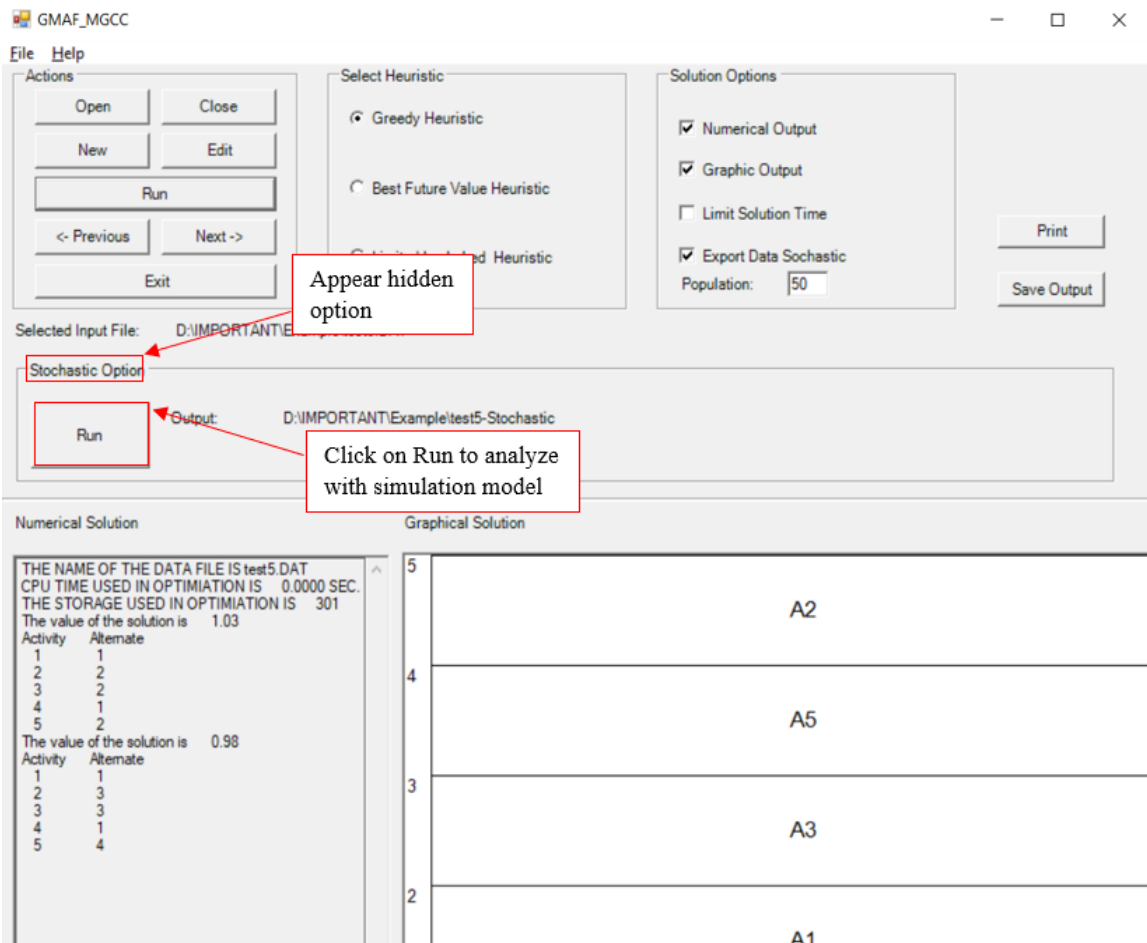 GMAF_MGCC
File Help
Actions
Open Close
New Edit
Run
<- Previous Next ->
Exit
Select Heuristic
Greedy Heuristic
Best Future Value Heuristic
Heuristic
Solution Options
Numerical Output
Graphic Output
Limit Solution Time
Export Data Sochastic
Population: 50
Print
Save Output
Appear hidden
option
Selected Input File: D:\IMPORTANT\
Stochastic Option
Run
Output: D:\IMPORTANT\Example\test5-Stochastic
Click on Run to analyze
with simulation model
Numerical Solution
THE NAME OF THE DATA FILE IS test5.DAT
CPU TIME USED IN OPTIMIATION IS 0.0000 SEC.
THE STORAGE USED IN OPTIMIATION IS 301
The value of the solution is 1.03
Activity Alternate
1 1
2 2
3 2
4 1
5 2
The value of the solution is 0.98
Activity Alternate
1 1
2 3
3 3
4 1
5 4
Graphical Solution
5
A2
4
A5
3
A3
2
A1